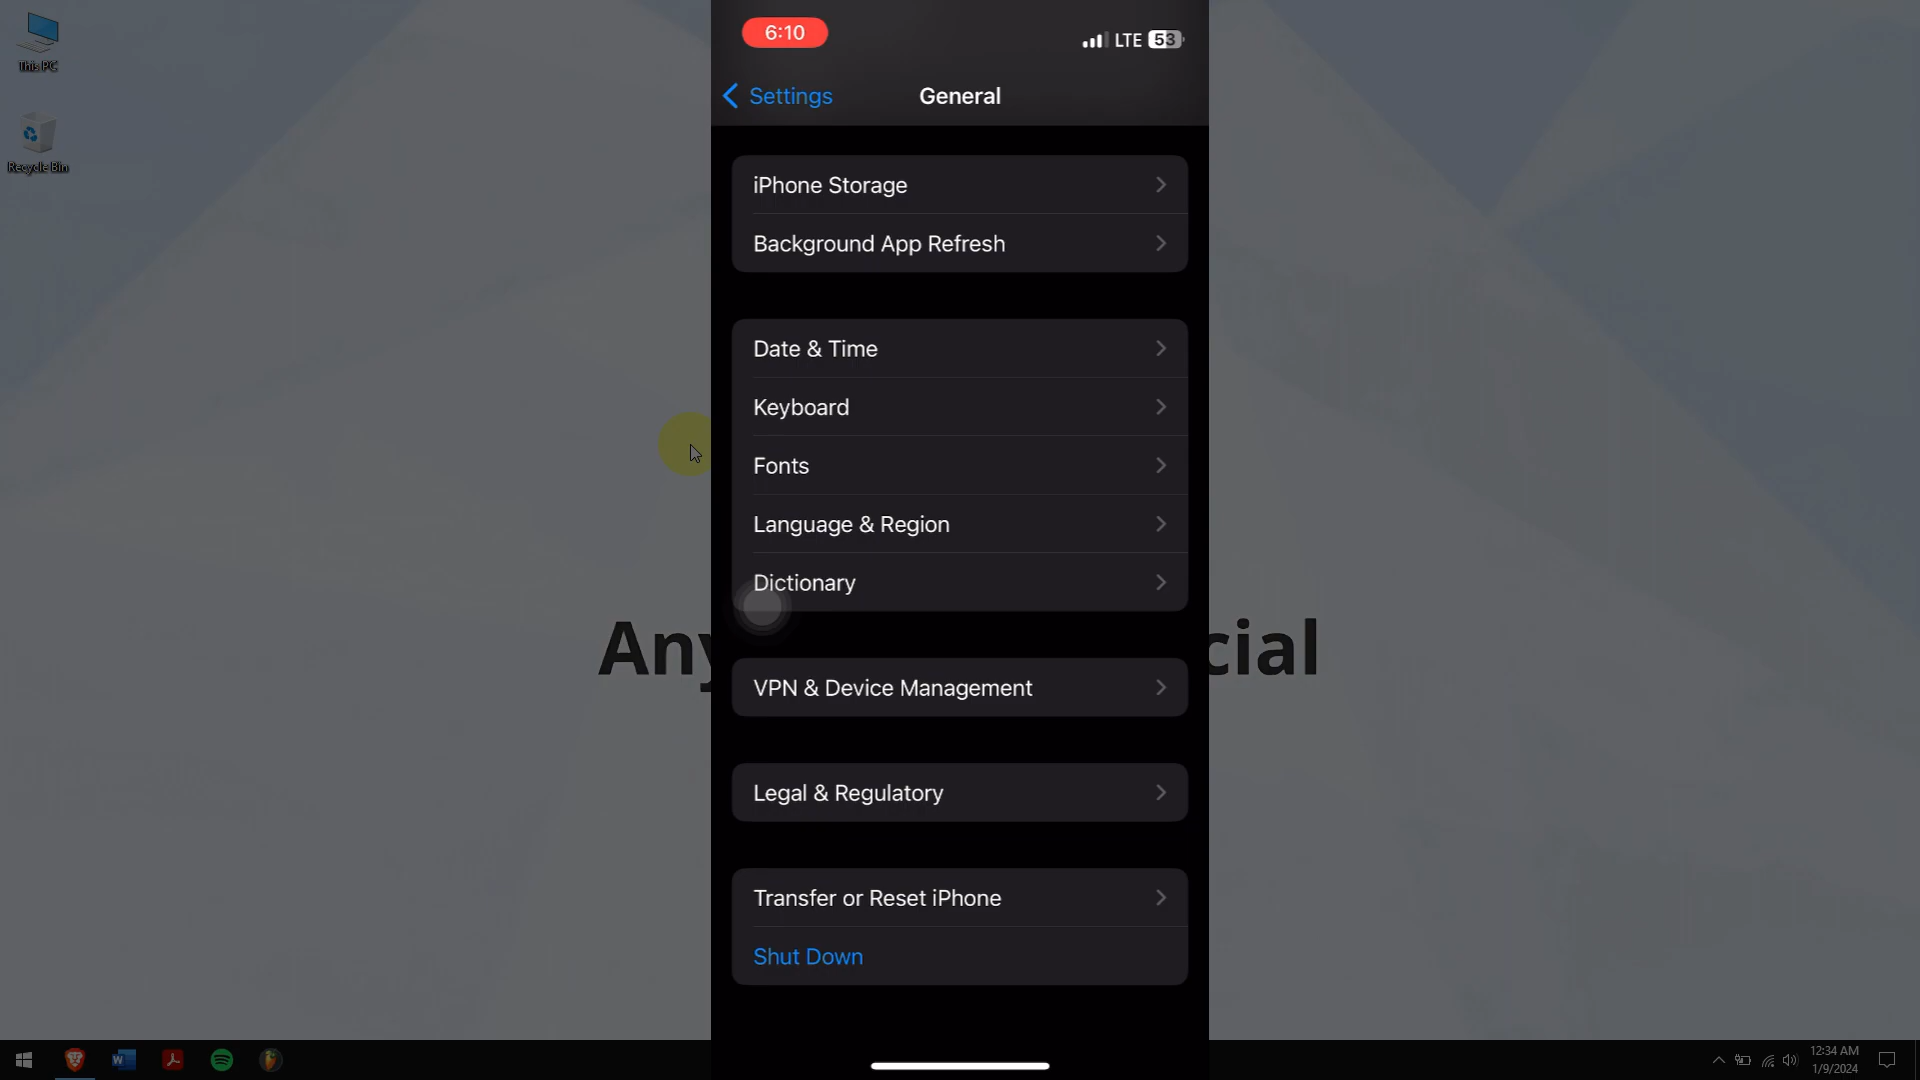 This PC
Recycle Bin
6:10
LTE 53
Settings
General
iPhone Storage
Background App Refresh
Date & Time
Keyboard
Fonts
Language & Region
Dictionary
Any
cial
VPN & Device Management
Legal & Regulatory
Transfer or Reset iPhone
Shut Down
12:34 AM
1/9/2024